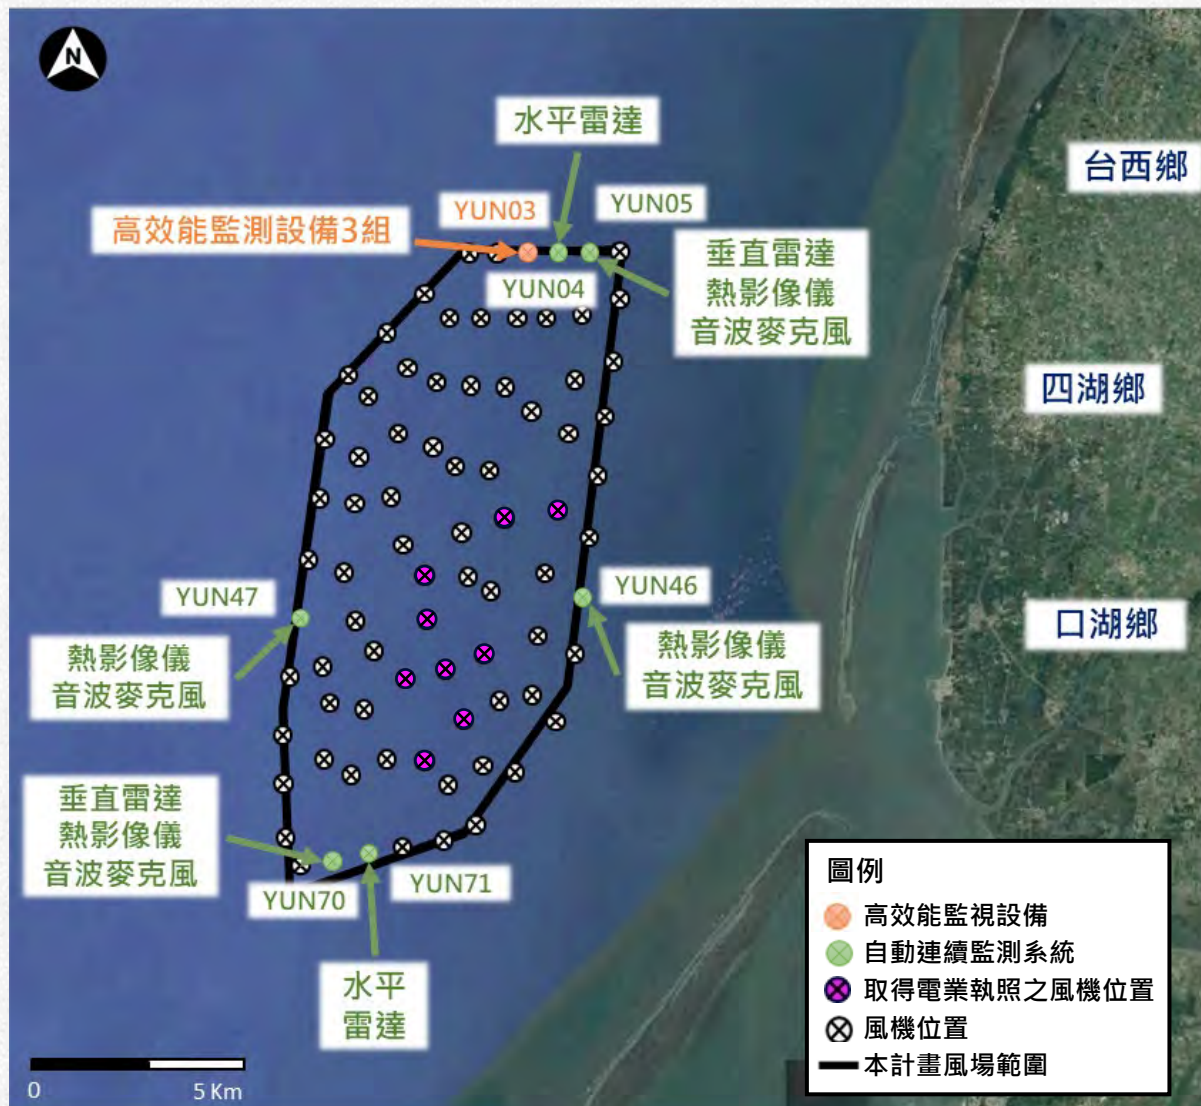 N
水平雷達
台西鄉
YUN03
YUN05
高效能監測設備3組
垂直雷達
熱影像儀
音波麥克風
YUN04
四湖鄉
YUN47
YUN46
口湖鄉
熱影像儀
音波麥克風
熱影像儀
音波麥克風
垂直雷達
熱影像儀
音波麥克風
YUN70
YUN71
水平
雷達
圖例
高效能監視設備
自動連續監測系統
取得電業執照之風機位置
風機位置
本計畫風場範圍
0
5 Km